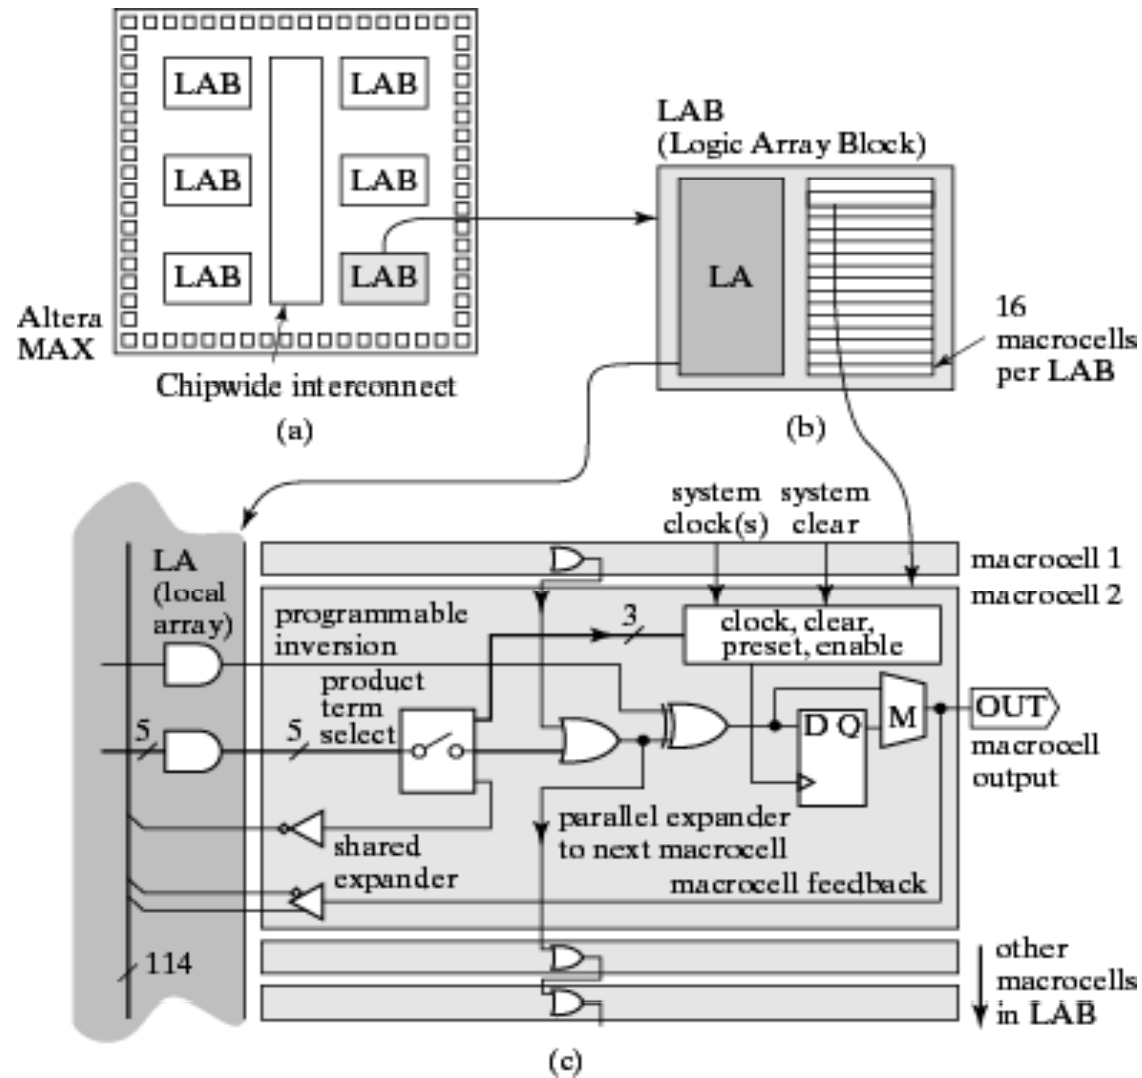 LAB
LAB
LAB
LAB
LAB
LAB
Altera
MAX
Chipwide interconnect
(a)
LAB
(Logic Array Block)
LA
16
macrocells
per LAB
(b)
system
clock(s)
system
clear
LA
(local
array)
macrocell 1
macrocell 2
programmable
inversion
3
clock, clear,
preset, enable
product
term
select
5
5
D Q
M
OUT
macrocell
output
parallel expander
to next macrocell
shared
expander
macrocell feedback
114
other
macrocells
in LAB
(c)